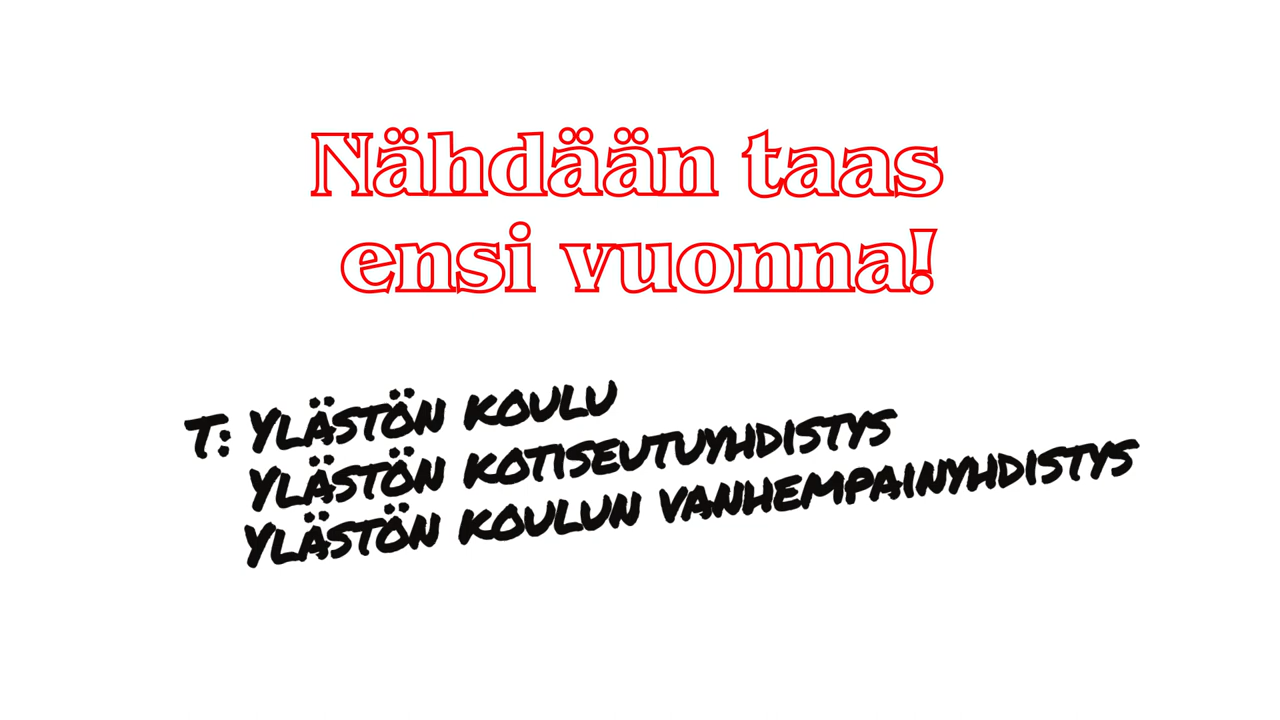 Nähdään taas
ensi vuonna!
T: YLÄSTÖN KOULU
YLÄSTÖN KOTISEUTUYHDISTYS
YLÄSTÖN KOULUN VANHEMPAINYHDISTYS